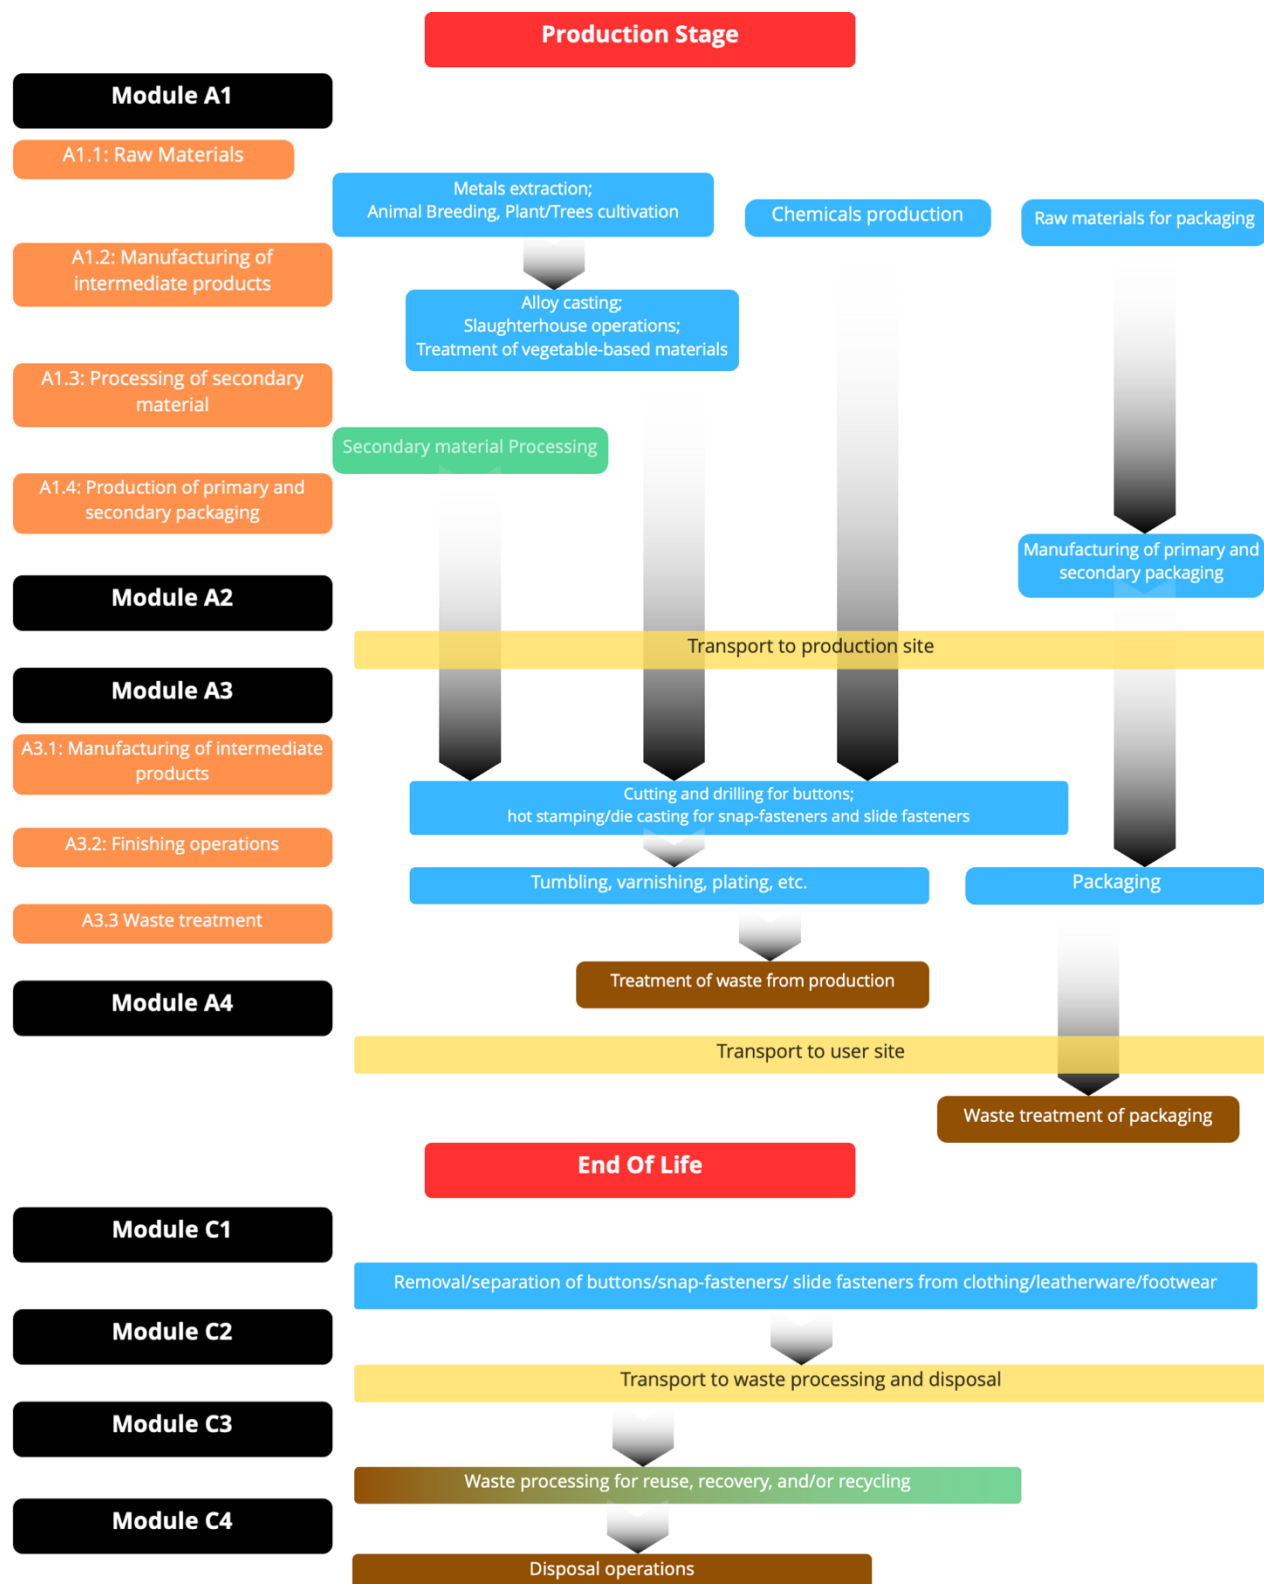 Production Stage
Module A1
A1.1: Raw Materials
Metals extraction;
Animal Breeding, Plant/Trees cultivation
Chemicals production
Raw materials for packaging
A1.2: Manufacturing of
intermediate products
Alloy casting;
Slaughterhouse operations;
Treatment of vegetable-based materials
A1.3: Processing of secondary
material
Secondary material Processing
A1.4: Production of primary and
secondary packaging
Manufacturing of primary and
secondary packaging
Module A2
Transport to production site
Module A3
A3.1: Manufacturing of intermediate
products
Cutting and drilling for buttons;
hot stamping/die casting for snap-fasteners and slide fasteners
A3.2: Finishing operations
Tumbling, varnishing, plating, etc.
Packaging
A3.3 Waste treatment
Treatment of waste from production
Module A4
Transport to user site
Waste treatment of packaging
End Of Life
Module C1
Removal/separation of buttons/snap-fasteners/ slide fasteners from clothing/leatherware/footwear
Module C2
Transport to waste processing and disposal
Module C3
Waste processing for reuse, recovery, and/or recycling
Module C4
Disposal operations